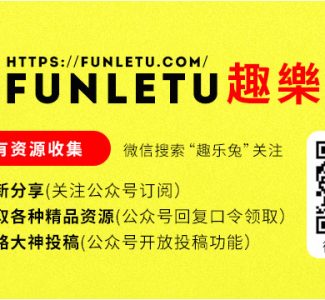 HTTPS://FUNLETU.COM/
FUNLETU 趣樂
有资源收集
微信搜索“趣乐兔”关注
新分享(关注公众号订阅)
取各种精品资源(公众号回复口令领取)
大神投稿(公众号开放投稿功能)